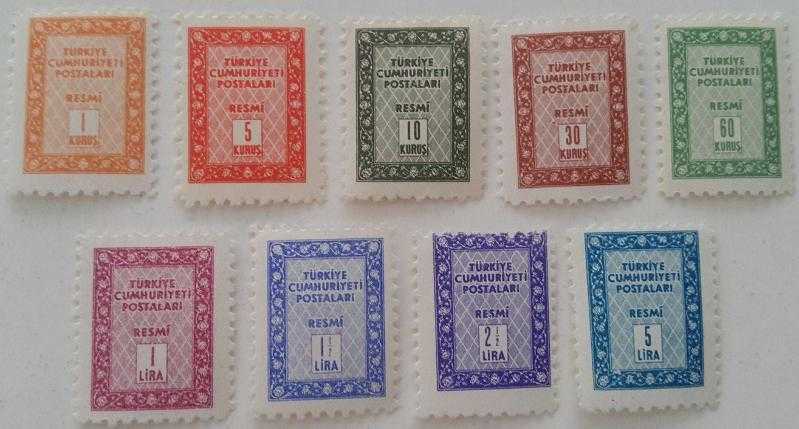 TÜRKİYE
CUMHURİYETİ
POSTALARI
RESMİ
1
KURUŞ
TÜRKİYE
CUMHURİYETİ
POSTALARI
RESMİ
5
KURUŞ
TÜRKİYE
CUMHURİYETİ
POSTALARI
RESMİ
10
KURUŞ
TÜRKİYE
CUMHURİYETİ
POSTALARI
RESMİ
30
KURUŞ
TÜRKİYE
CUMHURİYETİ
POSTALARI
RESMİ
60
KURUŞ
TÜRKİYE
CUMHURİYETİ
POSTALARI
RESMİ
1
LİRA
TÜRKİYE
CUMHURİYETİ
POSTALARI
RESMİ
1 1/2
LİRA
TÜRKİYE
CUMHURİYETİ
POSTALARI
RESMİ
2 1/2
LİRA
TÜRKİYE
CUMHURİYETİ
POSTALARI
RESMİ
5
LİRA